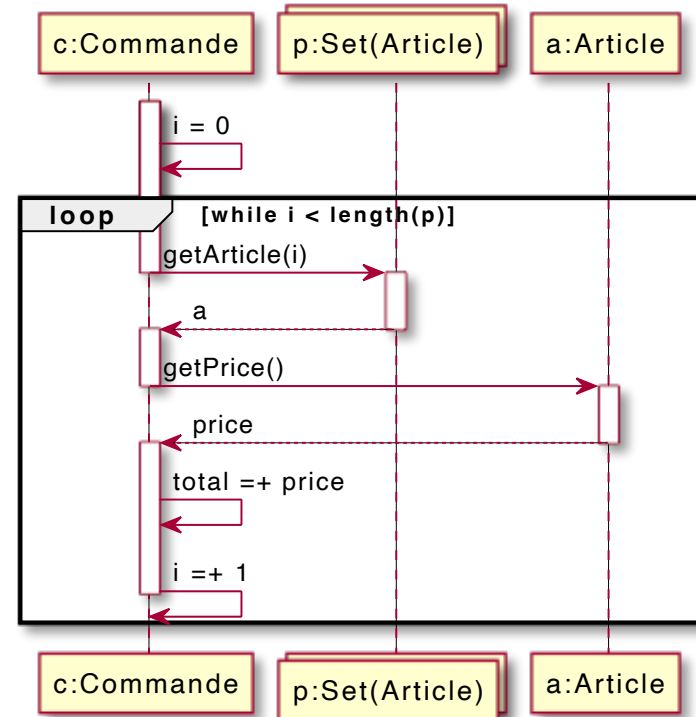 c:Commande
p:Set(Article)
a:Article
i = 0
loop
[while i < length(p)]
getArticle(i)
a
getPrice()
price
total =+ price
i =+ 1
c:Commande
p:Set(Article)
a:Article